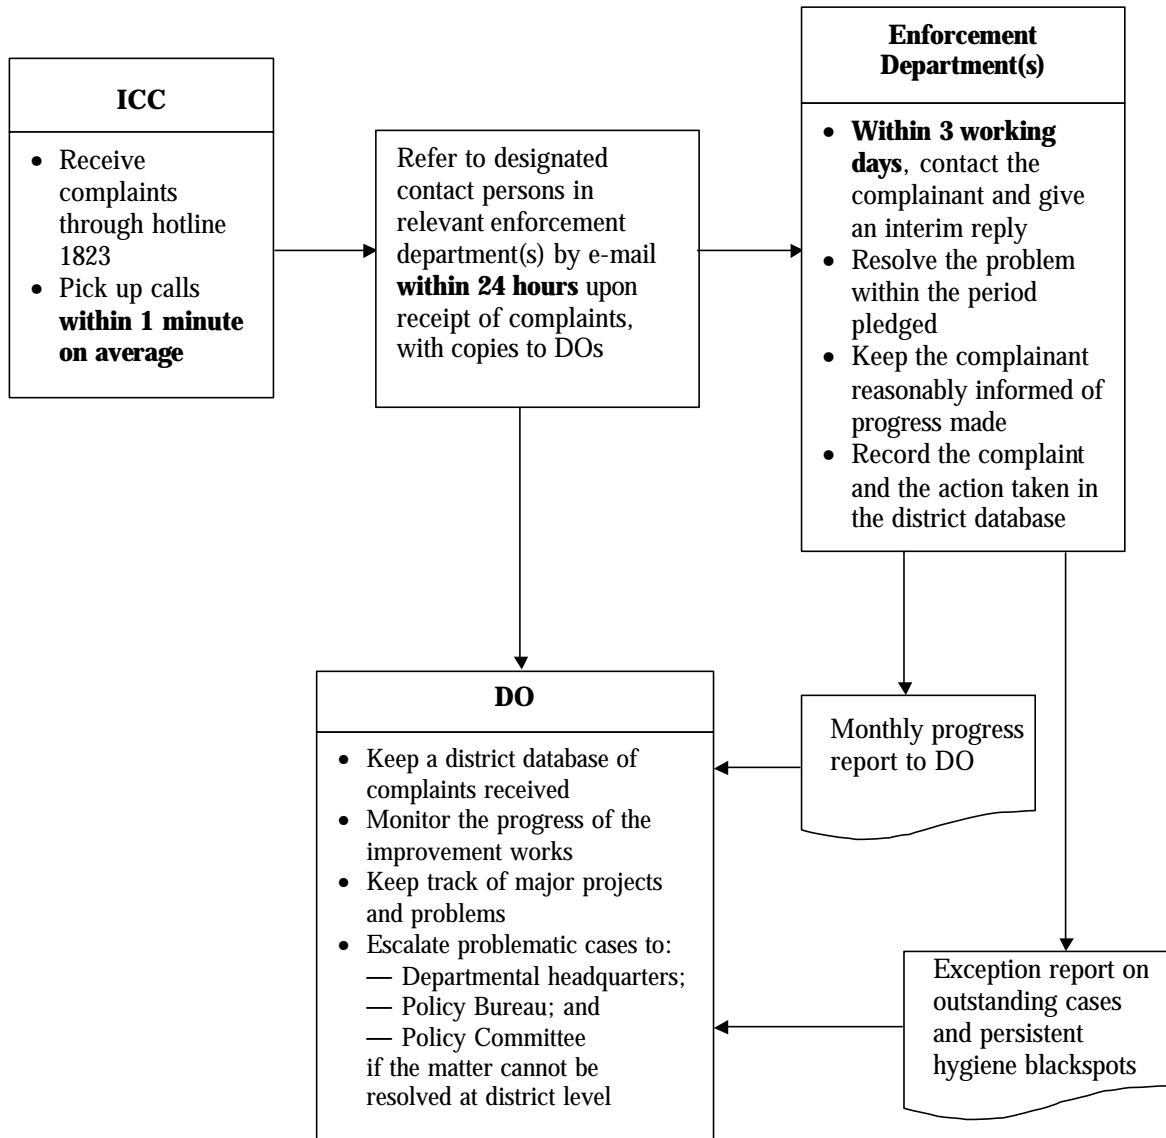 ICC
• Receive
complaints
through hotline
1823
• Pick up calls
within 1 minute
on average
Refer to designated
contact persons in
relevant enforcement
department(s) by e-mail
within 24 hours upon
receipt of complaints,
with copies to DOs
Enforcement
Department(s)
• Within 3 working
days, contact the
complainant and give
an interim reply
• Resolve the problem
within the period
pledged
• Keep the complainant
reasonably informed of
progress made
• Record the complaint
and the action taken in
the district database
DO
• Keep a district database of
complaints received
• Monitor the progress of the
improvement works
• Keep track of major projects
and problems
• Escalate problematic cases to:
— Departmental headquarters;
— Policy Bureau; and
— Policy Committee
if the matter cannot be
resolved at district level
Monthly progress
report to DO
Exception report on
outstanding cases
and persistent
hygiene blackspots